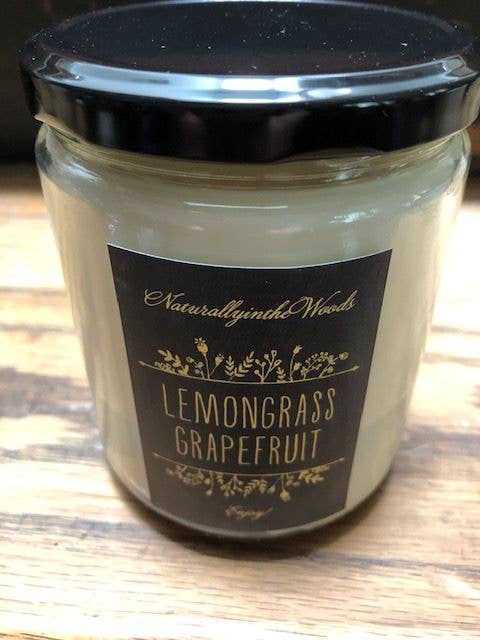 NaturallyintheWoods
LEMONGRASS
GRAPEFRUIT
Enjoy!